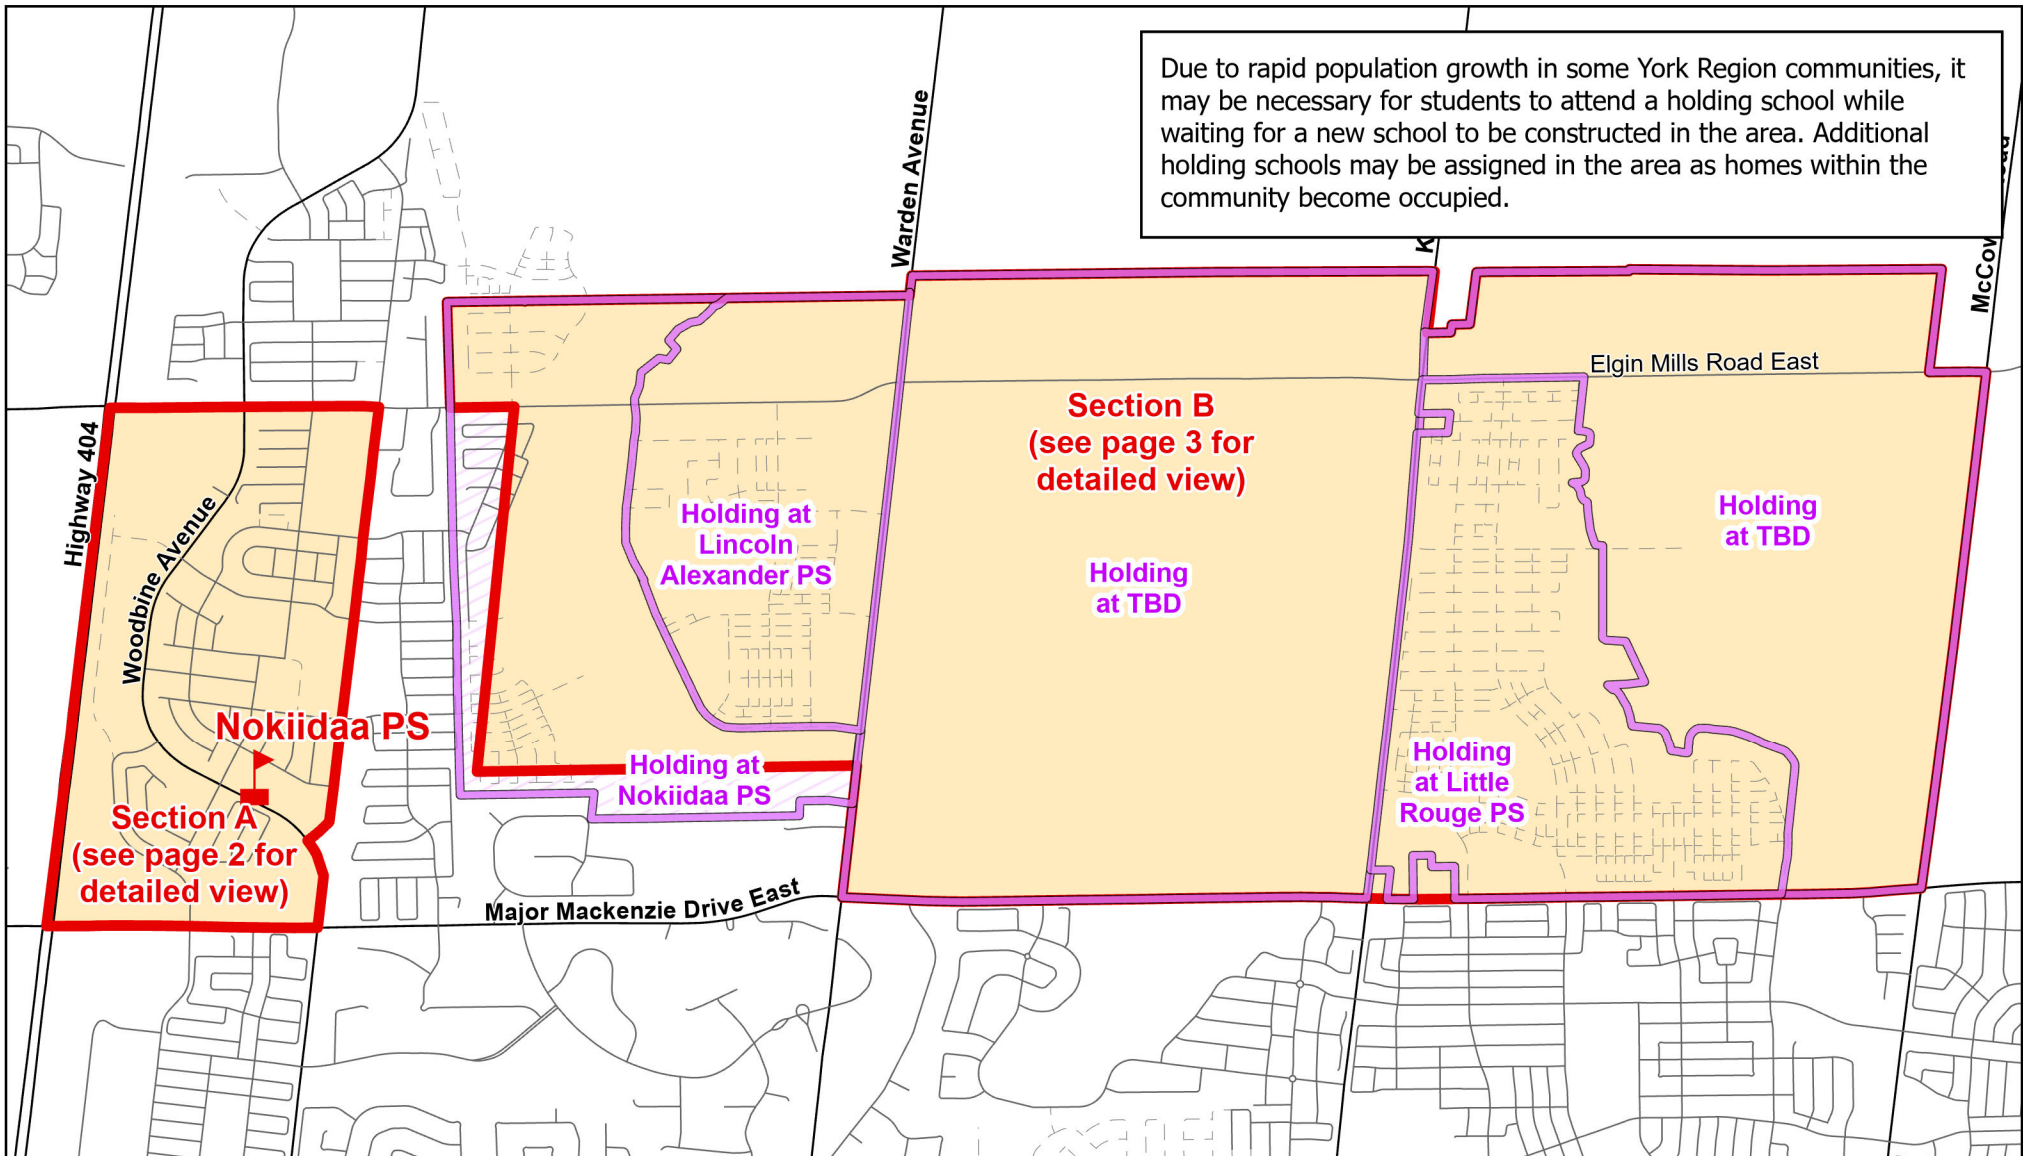 Due to rapid population growth in some York Region communities, it
may be necessary for students to attend a holding school while
waiting for a new school to be constructed in the area. Additional
holding schools may be assigned in the area as homes within the
community become occupied.
Warden Avenue
K
McCow
Elgin Mills Road East
Highway 404
Woodbine Avenue
Section B
(see page 3 for
detailed view)
Holding at
Lincoln
Alexander PS
Holding
at TBD
Holding
at TBD
Nokiidaa PS
Holding at
Nokiidaa PS
Holding
at Little
Rouge PS
Section A
(see page 2 for
detailed view)
Major Mackenzie Drive East